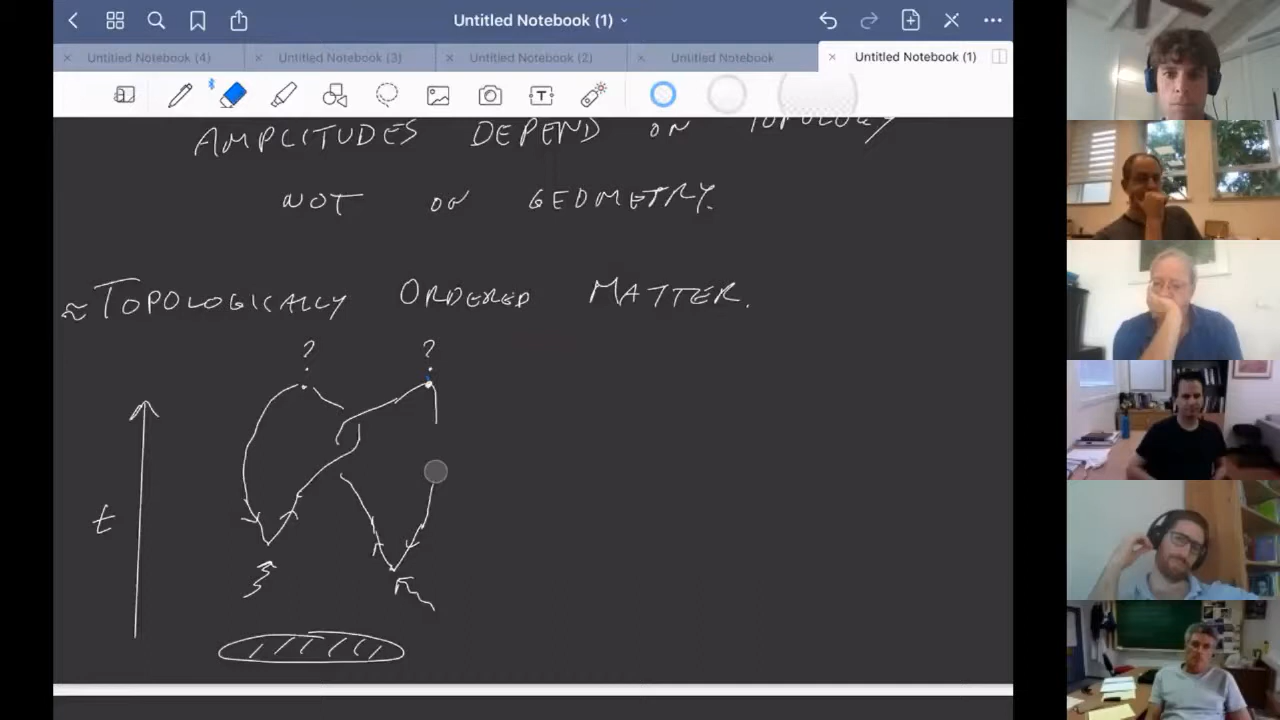 Untitled Notebook (1)
Untitled Notebook (4)
Untitled Notebook (3)
Untitled Notebook (2)
Untitled Notebook
Untitled Notebook (1)
AMPLITUDES DEPEND ON TOPOLOGY
NOT ON GEOMETRY.
≈ TOPOLOGICALLY ORDERED MATTER.
? ?
t